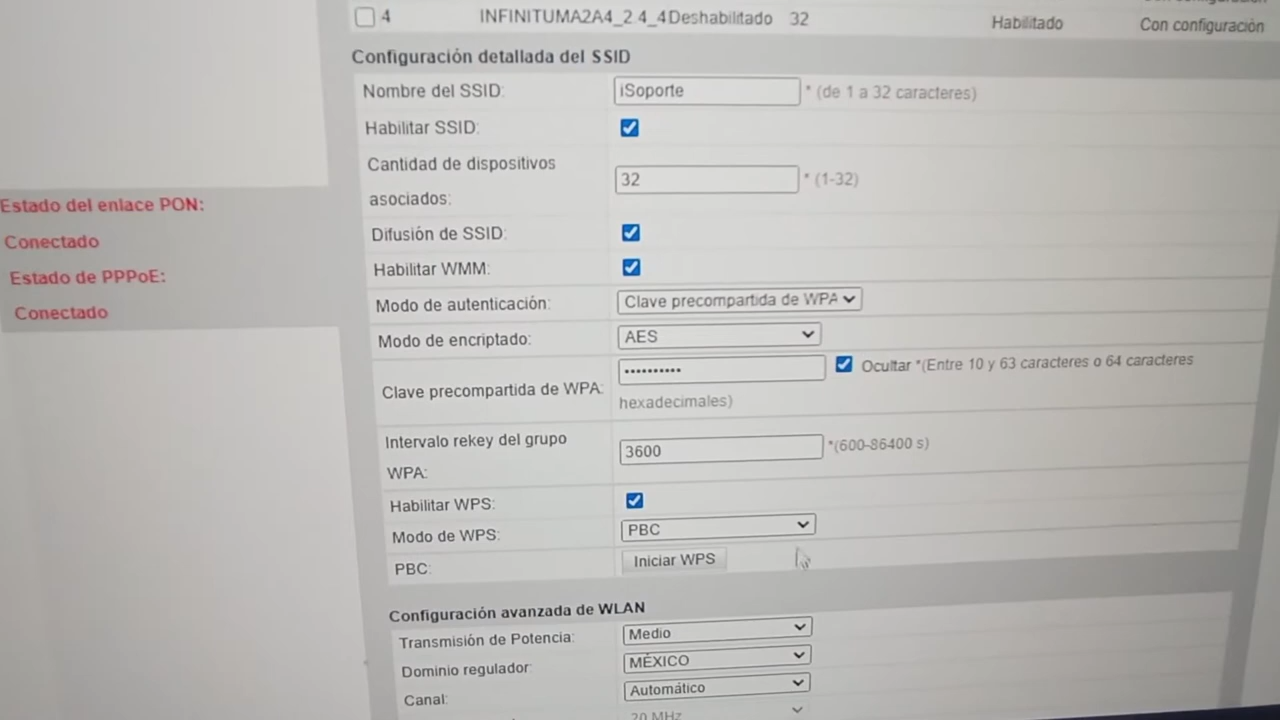 4 INFINITUMA2A4_2 4_4 Deshabilitado 32 Habilitado Con configuración
Configuración detallada del SSID
Nombre del SSID: iSoporte * (de 1 a 32 caracteres)
Habilitar SSID:
Cantidad de dispositivos
asociados: 32 * (1-32)
Difusión de SSID:
Habilitar WMM:
Modo de autenticación: Clave precompartida de WPA
Modo de encriptado: AES
Clave precompartida de WPA: •••••••••• Ocultar *(Entre 10 y 63 caracteres o 64 caracteres
hexadecimales)
Intervalo rekey del grupo
WPA: 3600 *(600-86400 s)
Habilitar WPS:
Modo de WPS: PBC
PBC: Iniciar WPS
Configuración avanzada de WLAN
Transmisión de Potencia: Medio
Dominio regulador: MÉXICO
Canal: Automático
20 MHz
Estado del enlace PON:
Conectado
Estado de PPPoE:
Conectado